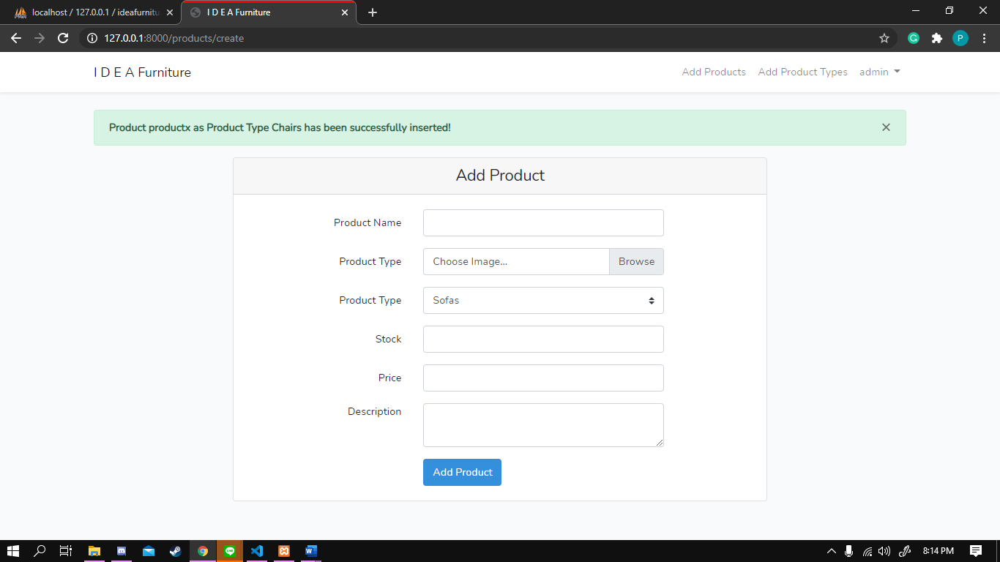 localhost / 127.0.0.1 / ideafurnitu
I D E A Furniture
127.0.0.1:8000/products/create
P
I D E A Furniture
Add Products
Add Product Types
admin
Product productx as Product Type Chairs has been successfully inserted!
Add Product
Product Name
Product Type
Choose Image...
Browse
Product Type
Sofas
Stock
Price
Description
Add Product
8:14 PM